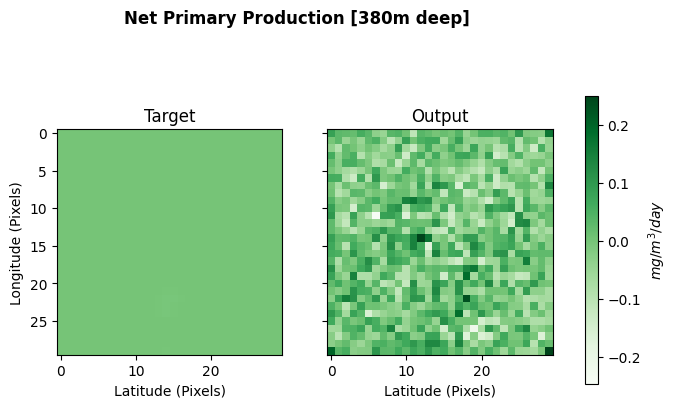 Net Primary Production [380m deep]
Target
Output
0
5
10
15
20
25
Longitude (Pixels)
0
10
20
Latitude (Pixels)
0
10
20
Latitude (Pixels)
0.2
0.1
0.0
−0.1
−0.2
mg/m³/day